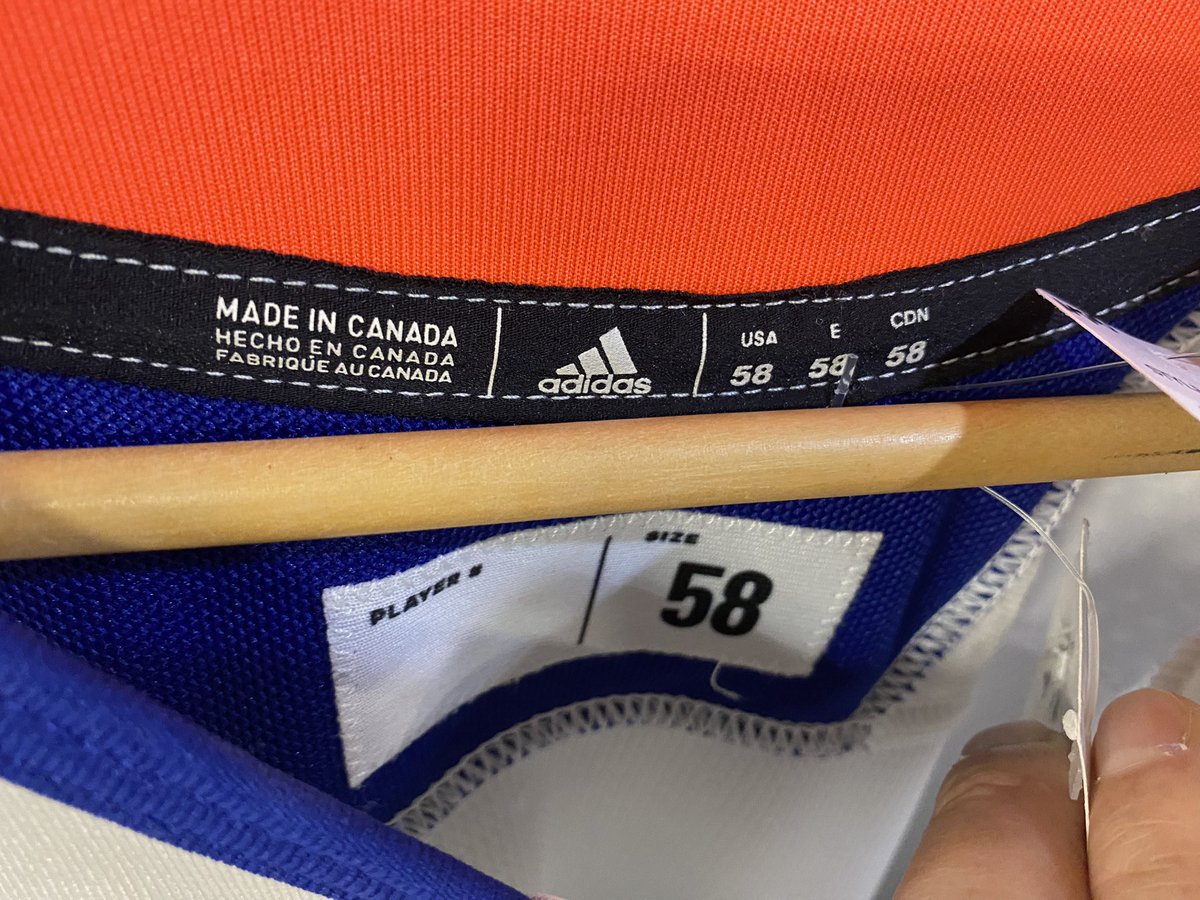 MADE IN CANADA
HECHO EN CANADA
FABRIQUE AU CANADA
adidas
USA E CDN
58 58 58
PLAYER #
SIZE
58